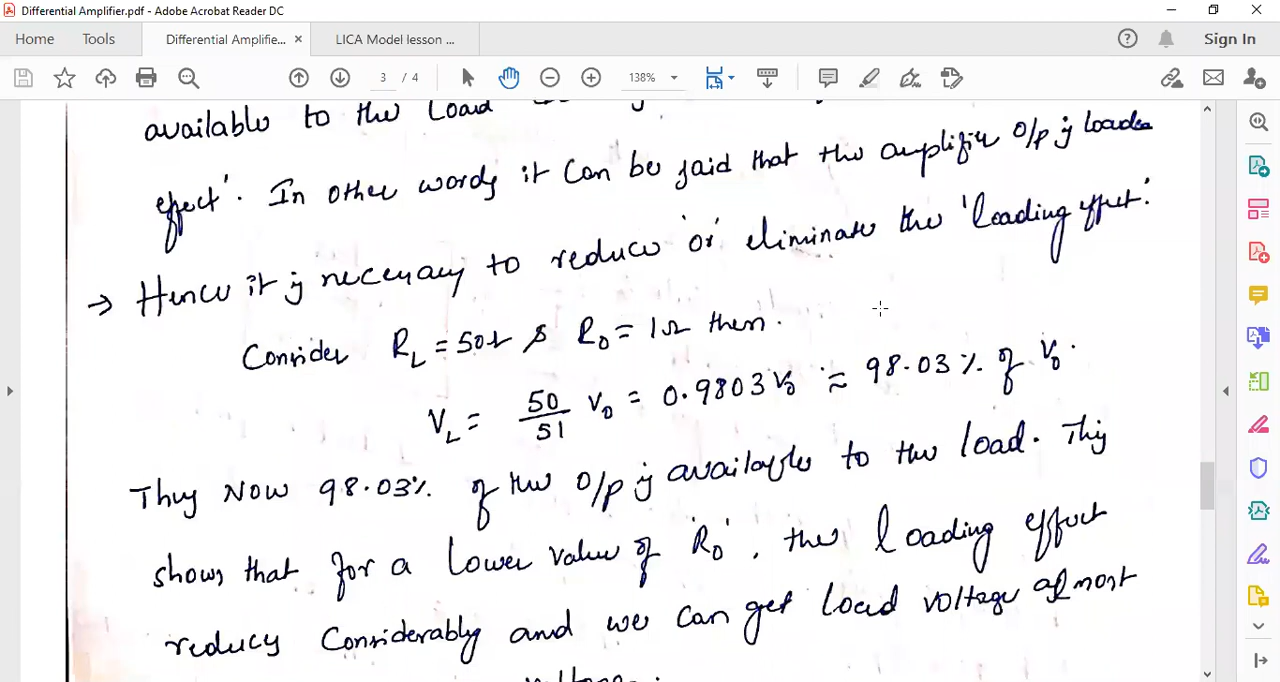 Differential Amplifier.pdf - Adobe Acrobat Reader DC
Home Tools Differential Amplifie... × LICA Model lesson ... Sign In
3 / 4 138%
available to the Load
effect'. In other words it can be said that the amplifier o/p is loaded
→ Hence it is necessary to reduce 'or' eliminate the 'loading effect'.
Consider RL = 50Ω & RO = 1Ω then.
VL = 50/51 VO = 0.9803 VO ≈ 98.03 % of VO.
Thus Now 98.03% of the o/p is available to the load. This
shows that for a lower value of 'RO', the loading effect
reduces considerably and we can get load voltage almost
voltage.